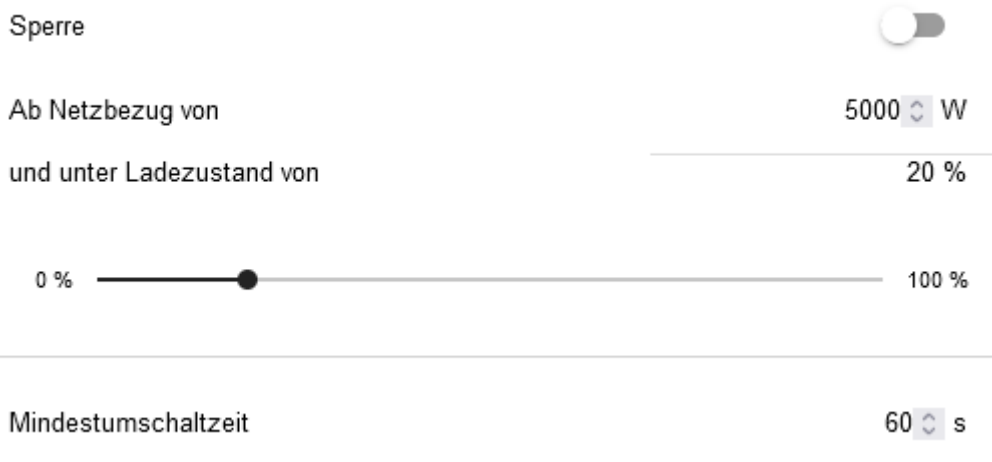 Sperre
Ab Netzbezug von 5000 W
und unter Ladezustand von 20 %
0 % 100 %
Mindestumschaltzeit 60 s